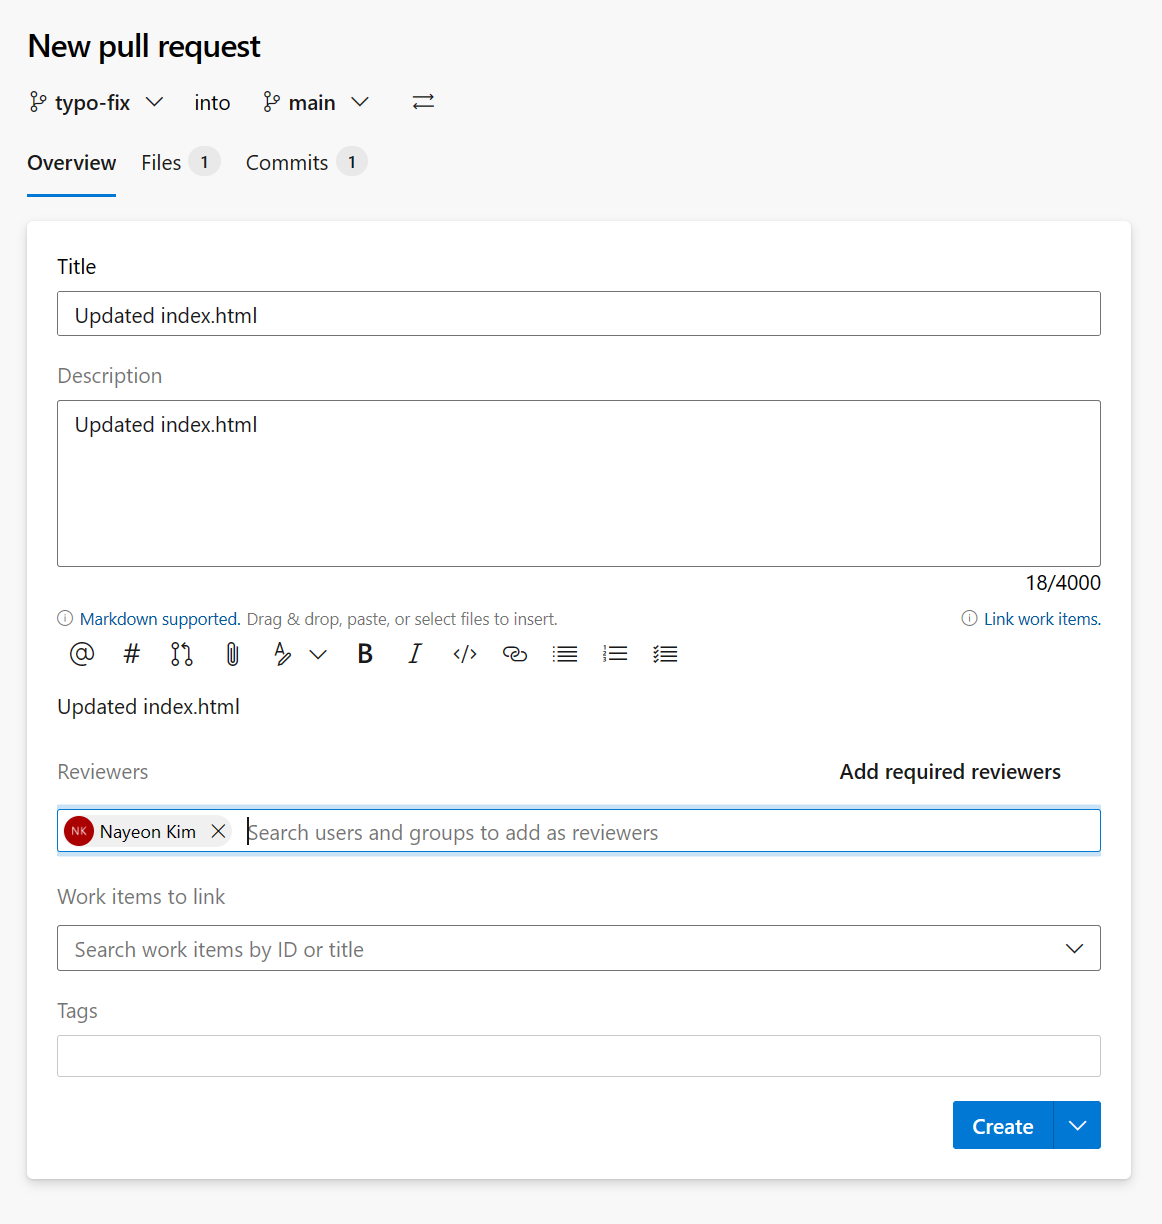 New pull request
typo-fix into main
Overview Files 1 Commits 1
Title
Updated index.html
Description
Updated index.html
18/4000
Markdown supported. Drag & drop, paste, or select files to insert. Link work items.
@ # B I </>
Updated index.html
Reviewers Add required reviewers
NK Nayeon Kim Search users and groups to add as reviewers
Work items to link
Search work items by ID or title
Tags
Create